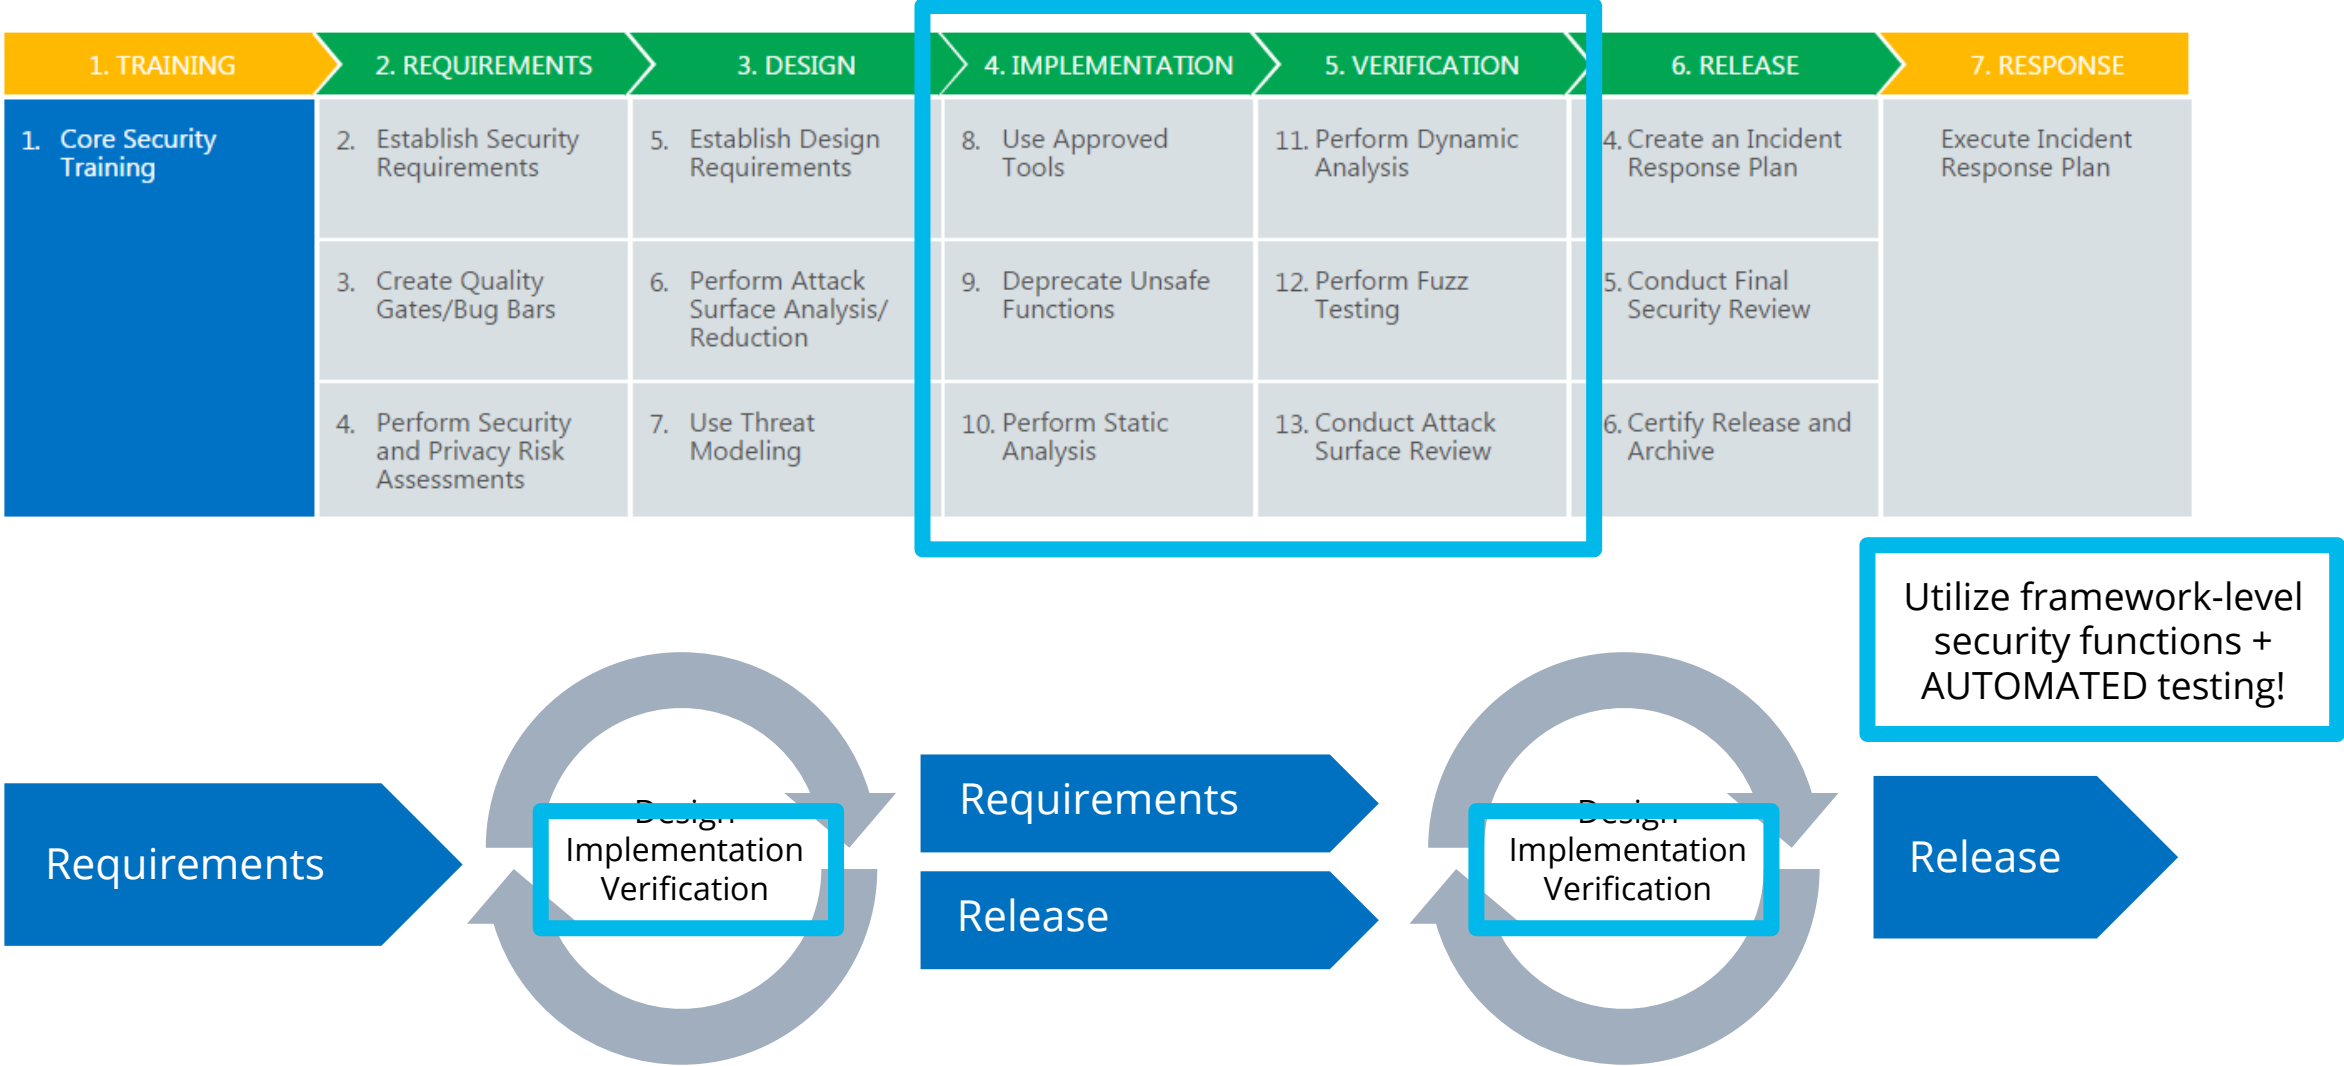 1. TRAINING
2. REQUIREMENTS
3. DESIGN
4. IMPLEMENTATION
5. VERIFICATION
6. RELEASE
7. RESPONSE
1. Core Security
Training
2. Establish Security
Requirements
5. Establish Design
Requirements
8. Use Approved
Tools
11. Perform Dynamic
Analysis
4. Create an Incident
Response Plan
Execute Incident
Response Plan
3. Create Quality
Gates/Bug Bars
6. Perform Attack
Surface Analysis/
Reduction
9. Deprecate Unsafe
Functions
12. Perform Fuzz
Testing
5. Conduct Final
Security Review
4. Perform Security
and Privacy Risk
Assessments
7. Use Threat
Modeling
10. Perform Static
Analysis
13. Conduct Attack
Surface Review
6. Certify Release and
Archive
Utilize framework-level
security functions +
AUTOMATED testing!
Requirements
Design
Implementation
Verification
Requirements
Release
Design
Implementation
Verification
Release